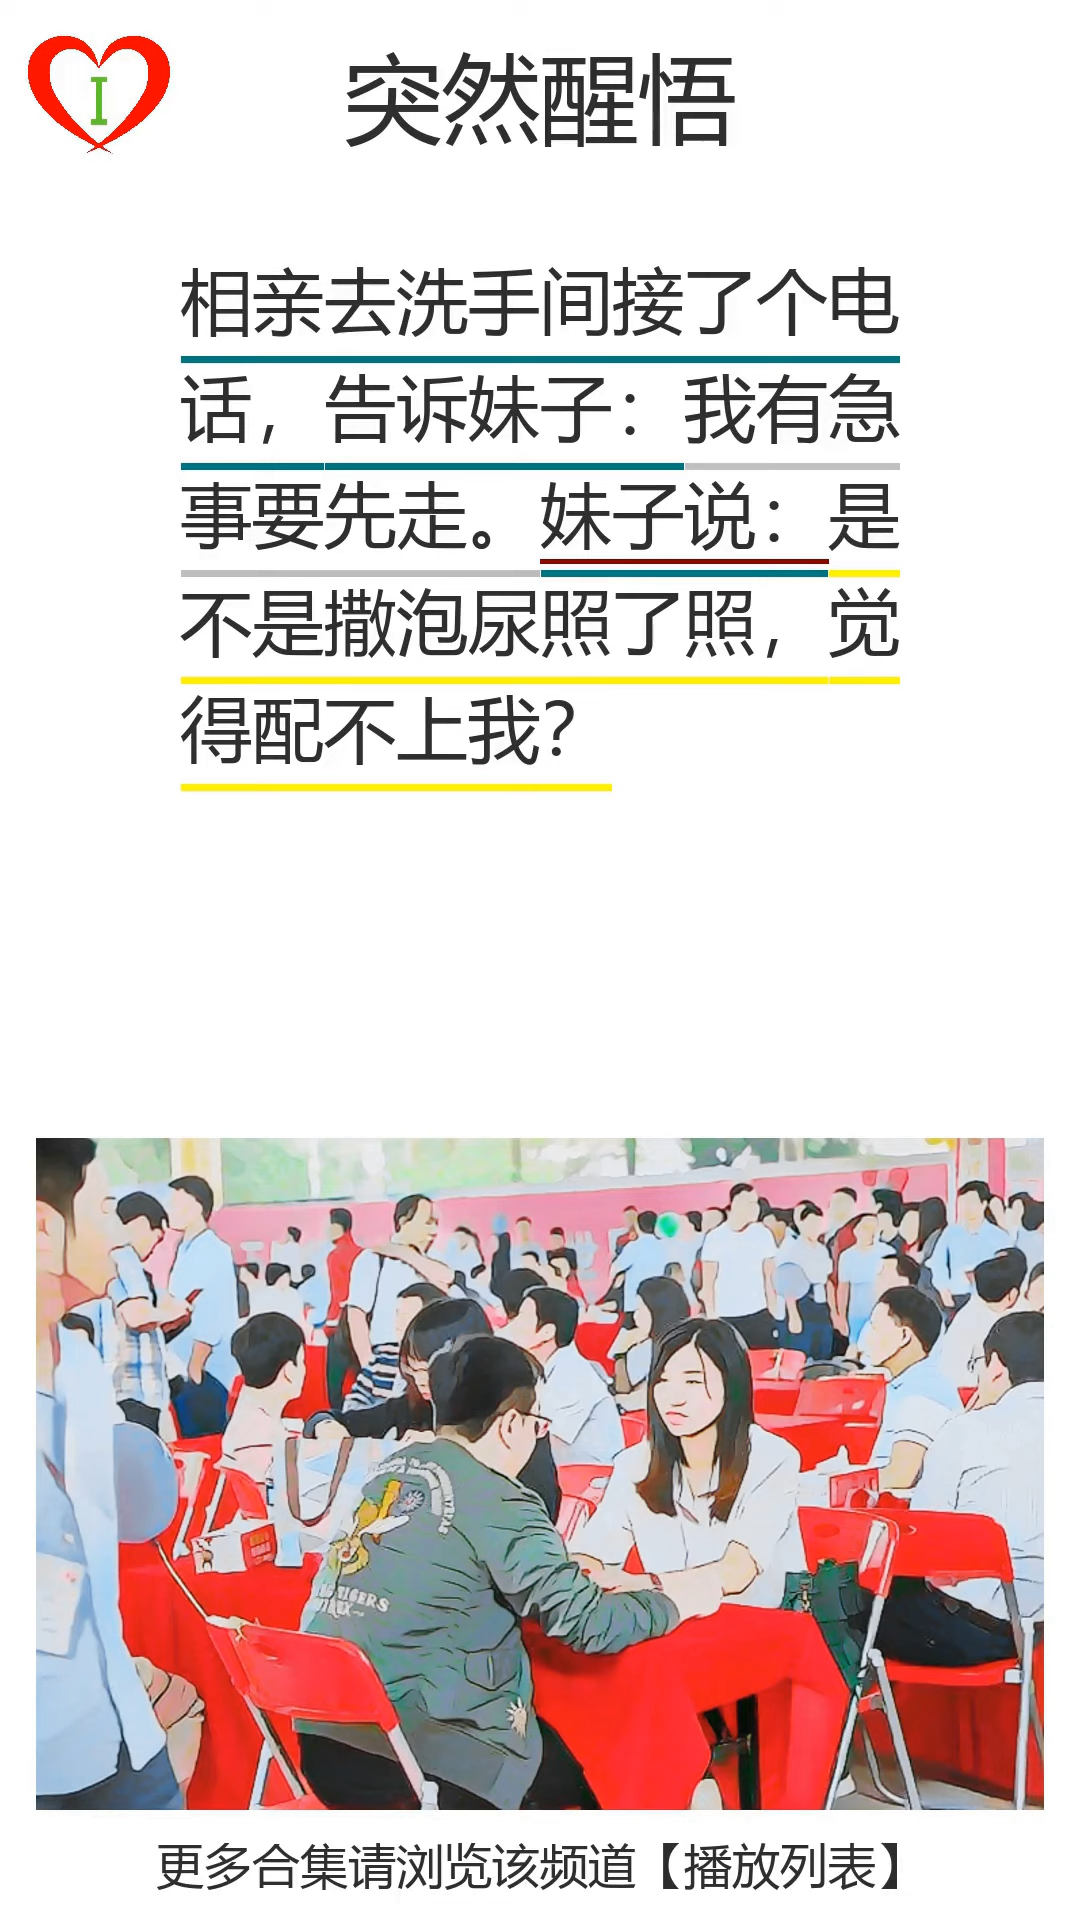 I
突然醒悟
相亲去洗手间接了个电
话，告诉妹子：我有急
事要先走。妹子说：是
不是撒泡尿照了照，觉
得配不上我？
更多合集请浏览该频道【播放列表】